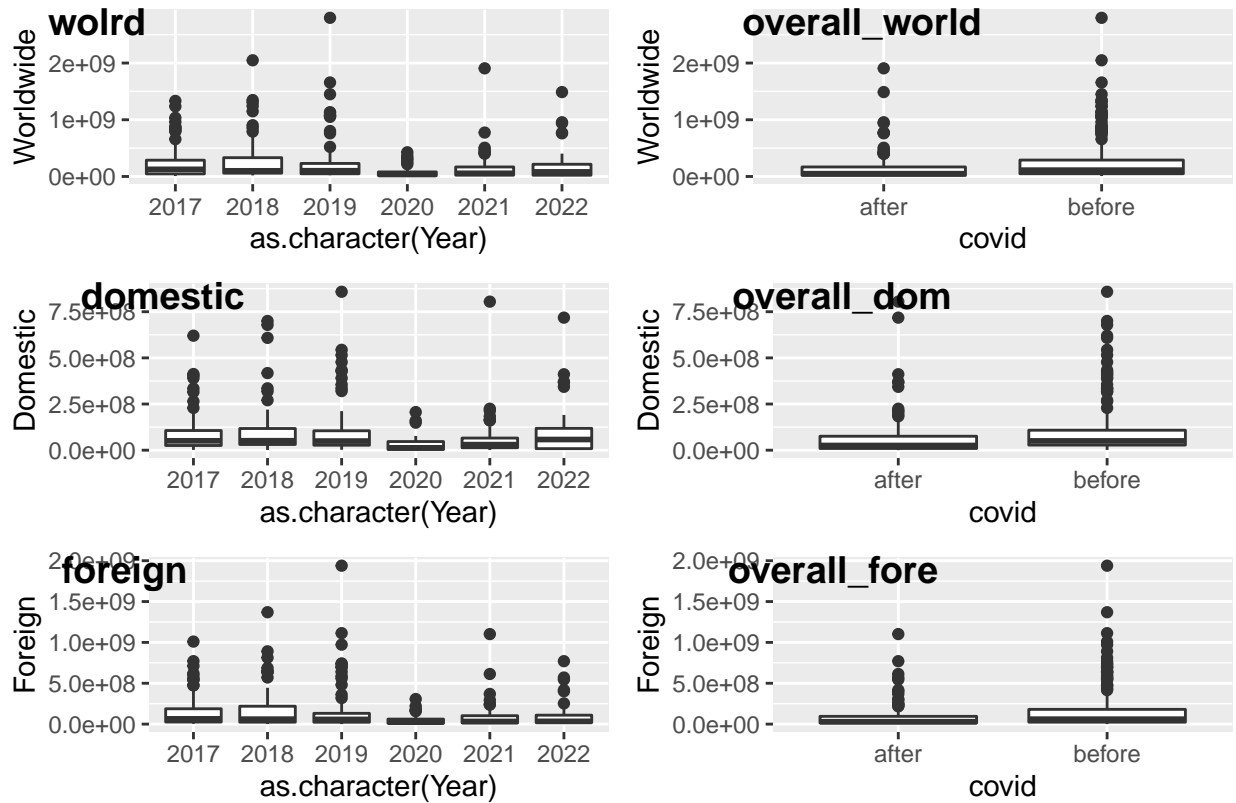 wolrd
Worldwide
2e+09
1e+09
0e+00
2017 2018 2019 2020 2021 2022
as.character(Year)
overall_world
Worldwide
2e+09
1e+09
0e+00
after before
covid
domestic
Domestic
7.5e+08
5.0e+08
2.5e+08
0.0e+00
2017 2018 2019 2020 2021 2022
as.character(Year)
overall_dom
Domestic
7.5e+08
5.0e+08
2.5e+08
0.0e+00
after before
covid
foreign
Foreign
2.0e+09
1.5e+09
1.0e+09
5.0e+08
0.0e+00
2017 2018 2019 2020 2021 2022
as.character(Year)
overall_fore
Foreign
2.0e+09
1.5e+09
1.0e+09
5.0e+08
0.0e+00
after before
covid